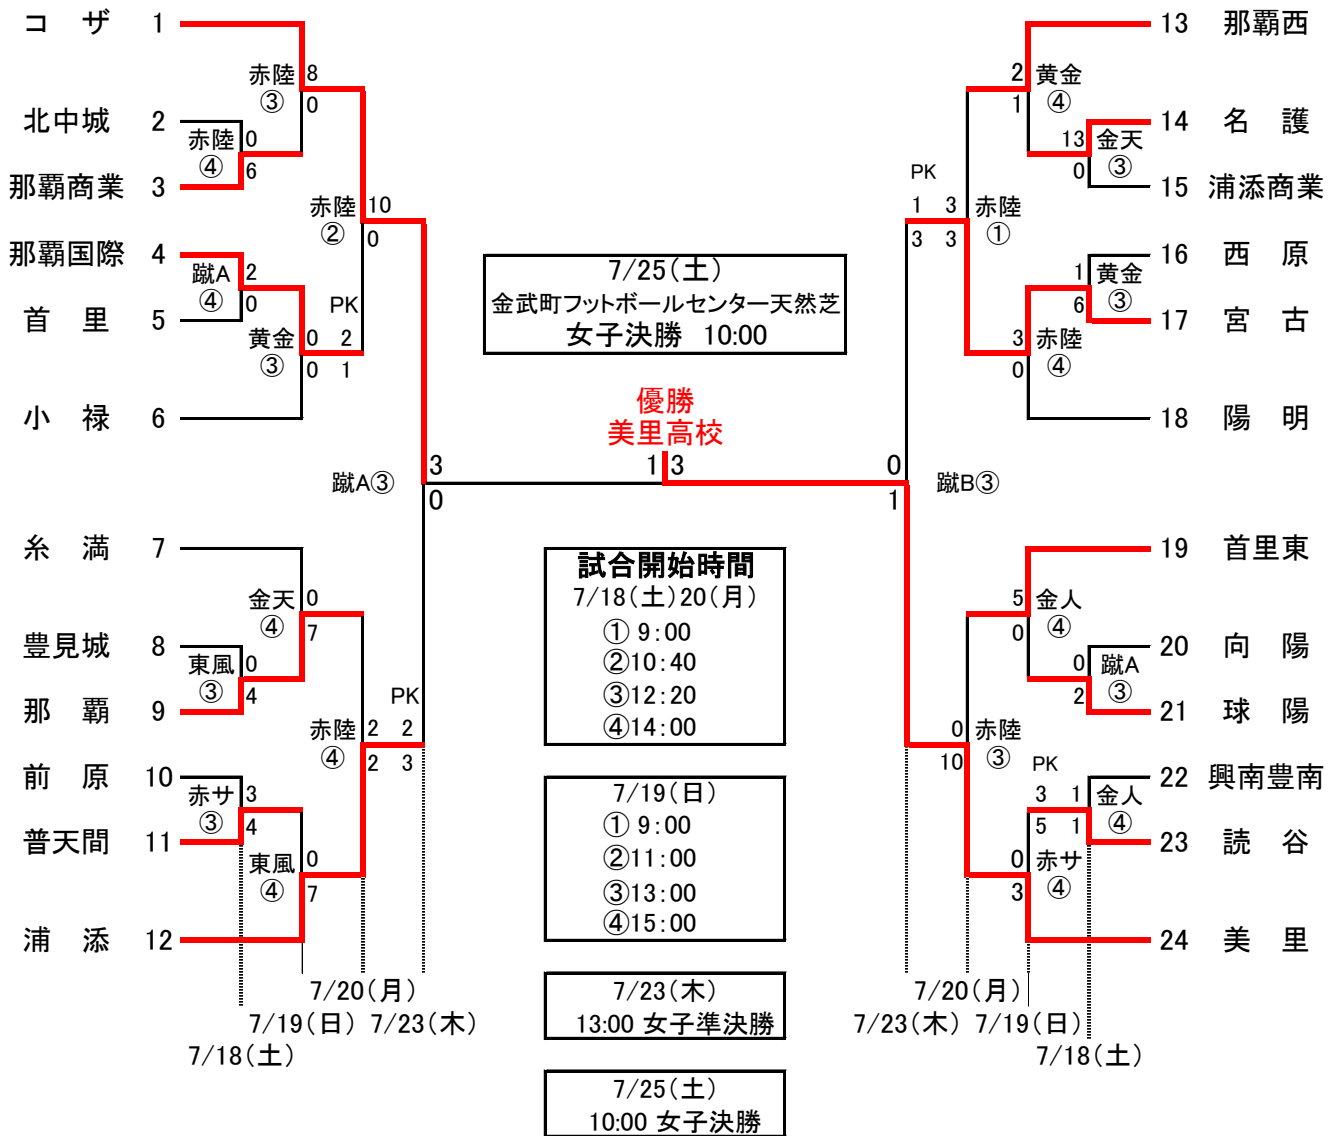 コ ザ 1
赤陸 8
③ 0
北中城 2
赤陸 0
④ 6
那覇商業 3
赤陸 10
② 0
那覇国際 4
蹴A 2
④ 0
首 里 5
PK
黄金 0 2
③ 0 1
小 禄 6
蹴A③ 3
0
糸 満 7
金天 0
④ 7
豊見城 8
東風 0
③ 4
那 覇 9
PK
赤陸 2 2
④ 2 3
前 原 10
赤サ 3
③ 4
普天間 11
東風 0
④ 7
浦 添 12
7/20(月)
7/19(日) 7/23(木)
7/18(土)
7/25(土)
金武町フットボールセンター天然芝
女子決勝 10:00
優勝
美里高校
1 3
試合開始時間
7/18(土)20(月)
① 9:00
②10:40
③12:20
④14:00
7/19(日)
① 9:00
②11:00
③13:00
④15:00
7/23(木)
13:00 女子準決勝
7/25(土)
10:00 女子決勝
13 那覇西
2 黄金
1 ④
14 名 護
13 金天
0 ③
15 浦添商業
PK
1 3 赤陸
3 3 ①
16 西 原
1 黄金
6 ③
17 宮 古
3 赤陸
0 ④
18 陽 明
0 蹴B③
1
19 首里東
5 金人
0 ④
20 向 陽
0 蹴A
2 ③
21 球 陽
0 赤陸
10 ③
22 興南豊南
PK
3 1 金人
5 1 ④
23 読 谷
0 赤サ
3 ④
24 美 里
7/20(月)
7/23(木) 7/19(日)
7/18(土)